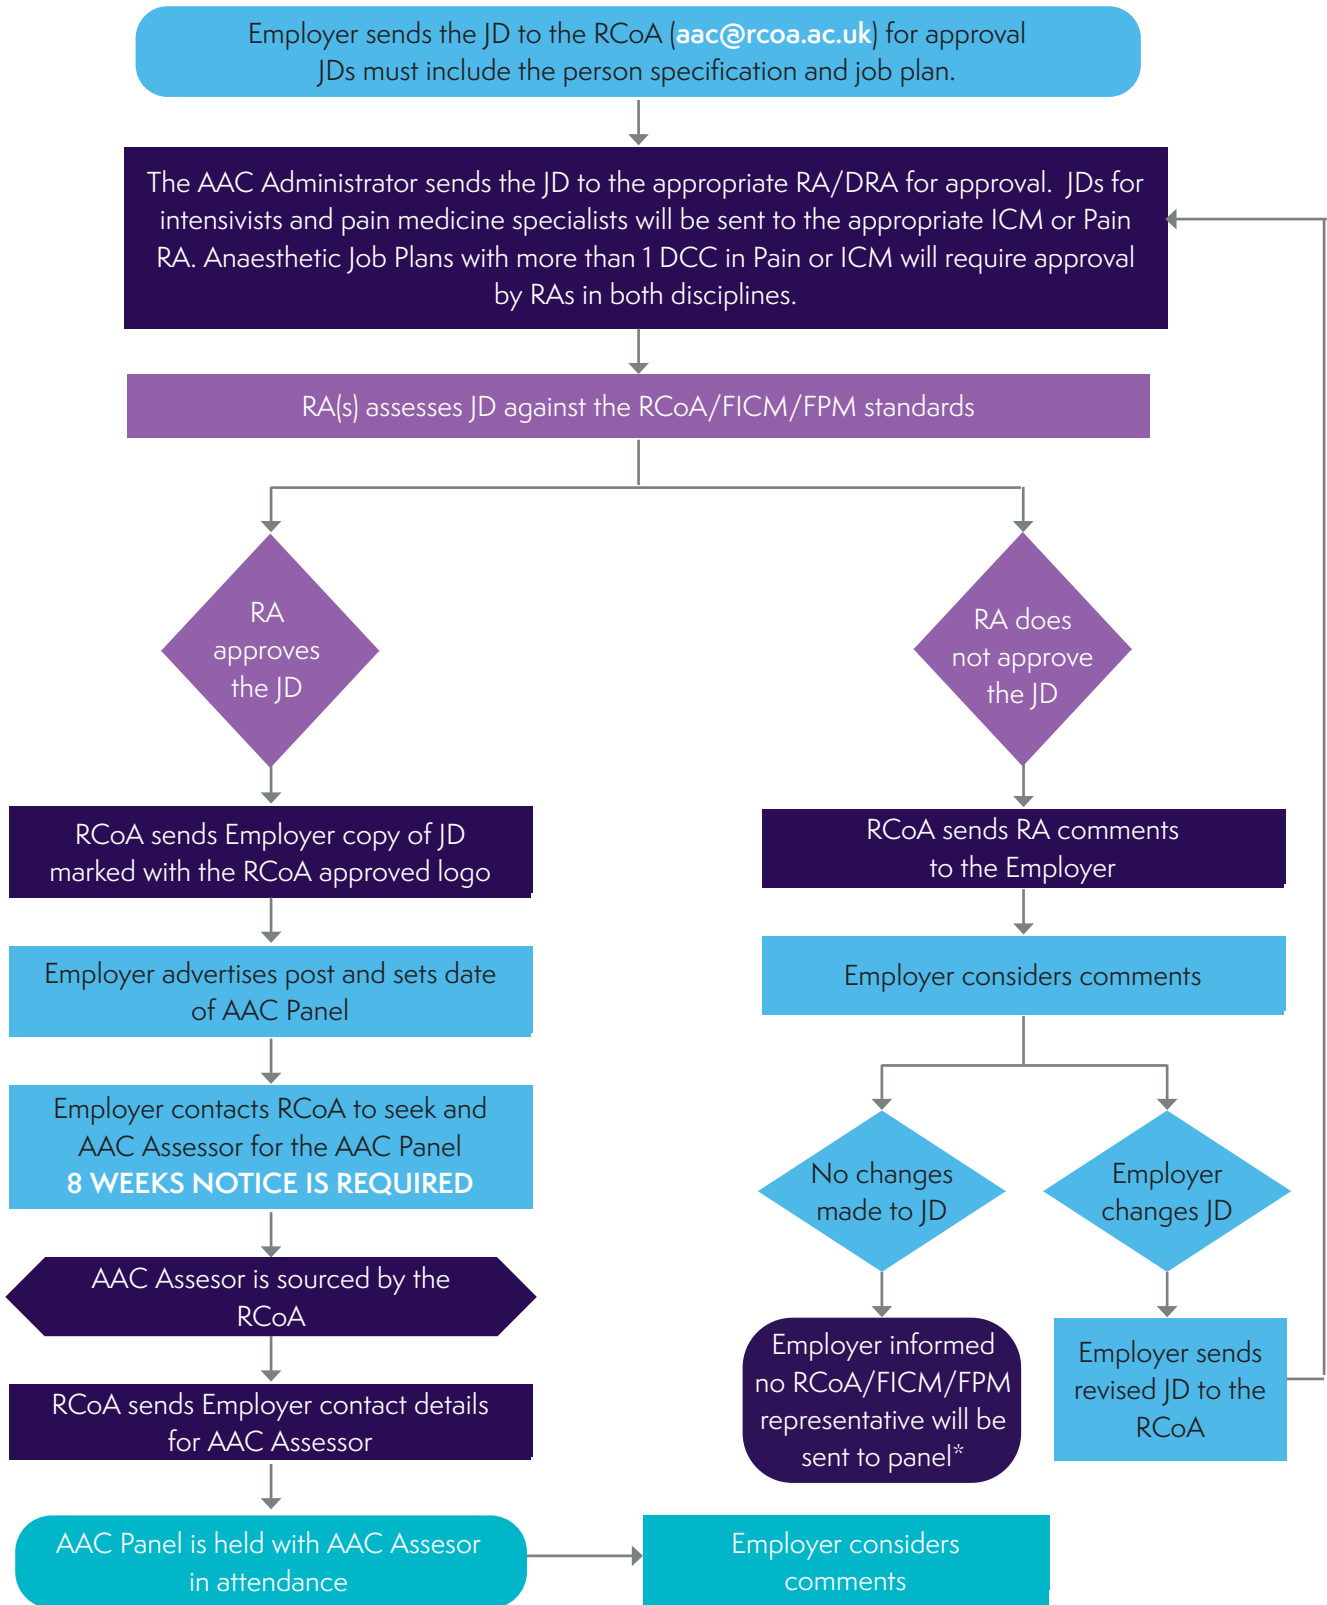 Employer sends the JD to the RCoA (aac@rcoa.ac.uk) for approval
JDs must include the person specification and job plan.
The AAC Administrator sends the JD to the appropriate RA/DRA for approval. JDs for
intensivists and pain medicine specialists will be sent to the appropriate ICM or Pain
RA. Anaesthetic Job Plans with more than 1 DCC in Pain or ICM will require approval
by RAs in both disciplines.
RA(s) assesses JD against the RCoA/FICM/FPM standards
RA
approves
the JD
RA does
not approve
the JD
RCoA sends Employer copy of JD
marked with the RCoA approved logo
RCoA sends RA comments
to the Employer
Employer advertises post and sets date
of AAC Panel
Employer considers comments
Employer contacts RCoA to seek and
AAC Assessor for the AAC Panel
8 WEEKS NOTICE IS REQUIRED
No changes
made to JD
Employer
changes JD
AAC Assesor is sourced by the
RCoA
Employer informed
no RCoA/FICM/FPM
representative will be
sent to panel*
Employer sends
revised JD to the
RCoA
RCoA sends Employer contact details
for AAC Assessor
AAC Panel is held with AAC Assesor
in attendance
Employer considers
comments